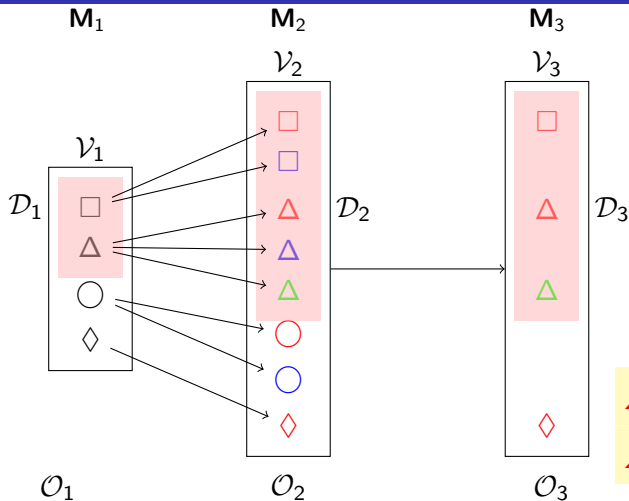 M₁ M₂ M₃
𝒱₂ 𝒱₃
𝒱₁
𝒟₁ 𝒟₂ 𝒟₃
𝒪₁ 𝒪₂ 𝒪₃